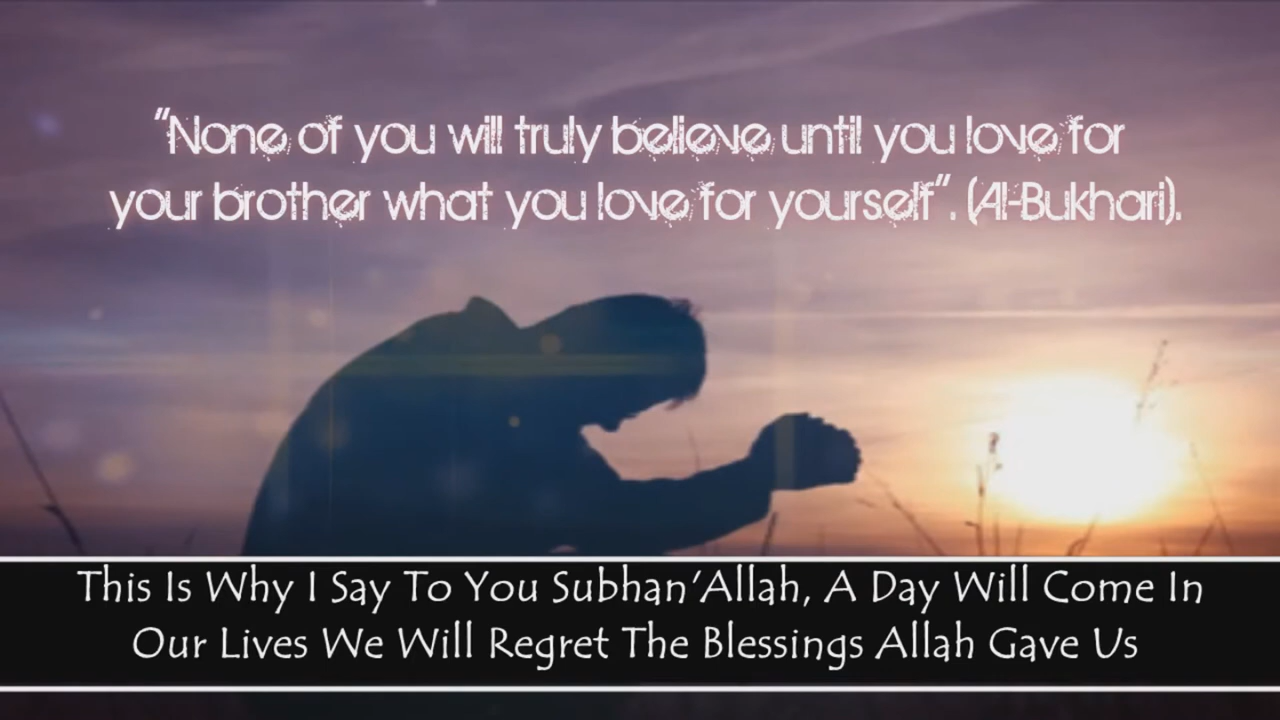 "None of you will truly believe until you love for
your brother what you love for yourself". (Al-Bukhari).
This Is Why I Say To You Subhan'Allah, A Day Will Come In
Our Lives We Will Regret The Blessings Allah Gave Us